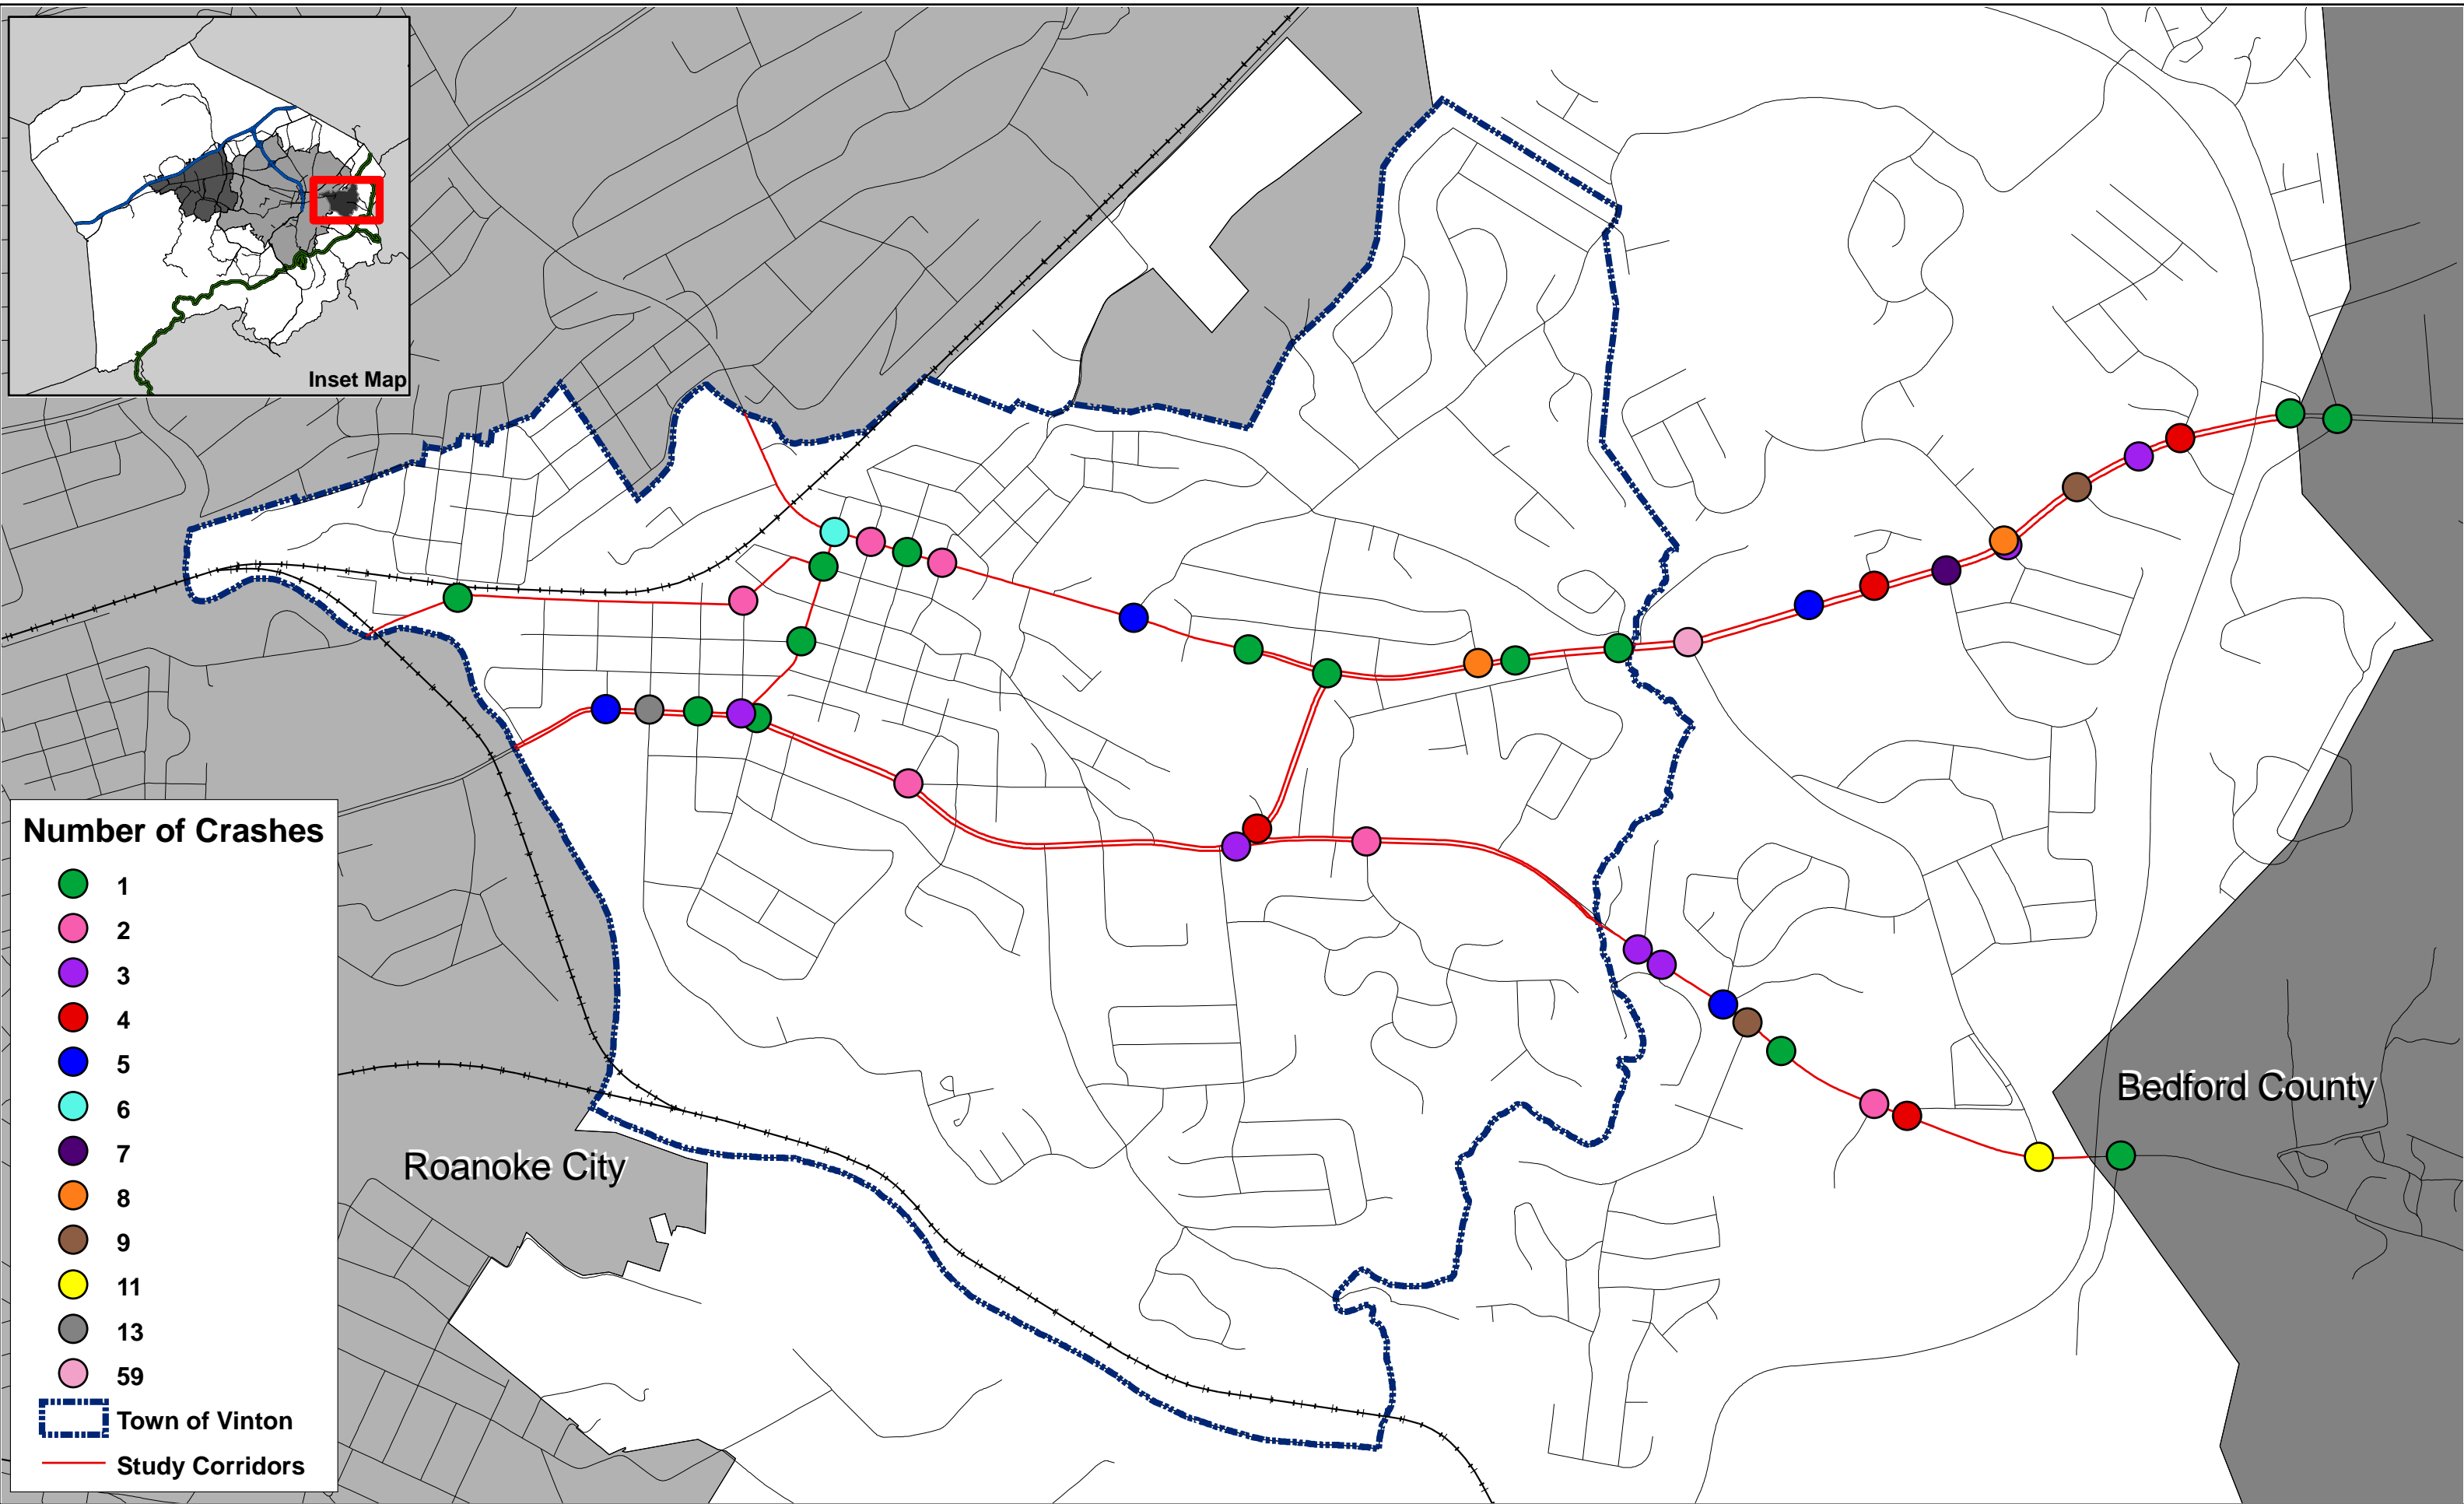 Inset Map
Number of Crashes
1
2
3
4
5
6
7
8
9
11
13
59
Town of Vinton
Study Corridors
Roanoke City
Bedford County